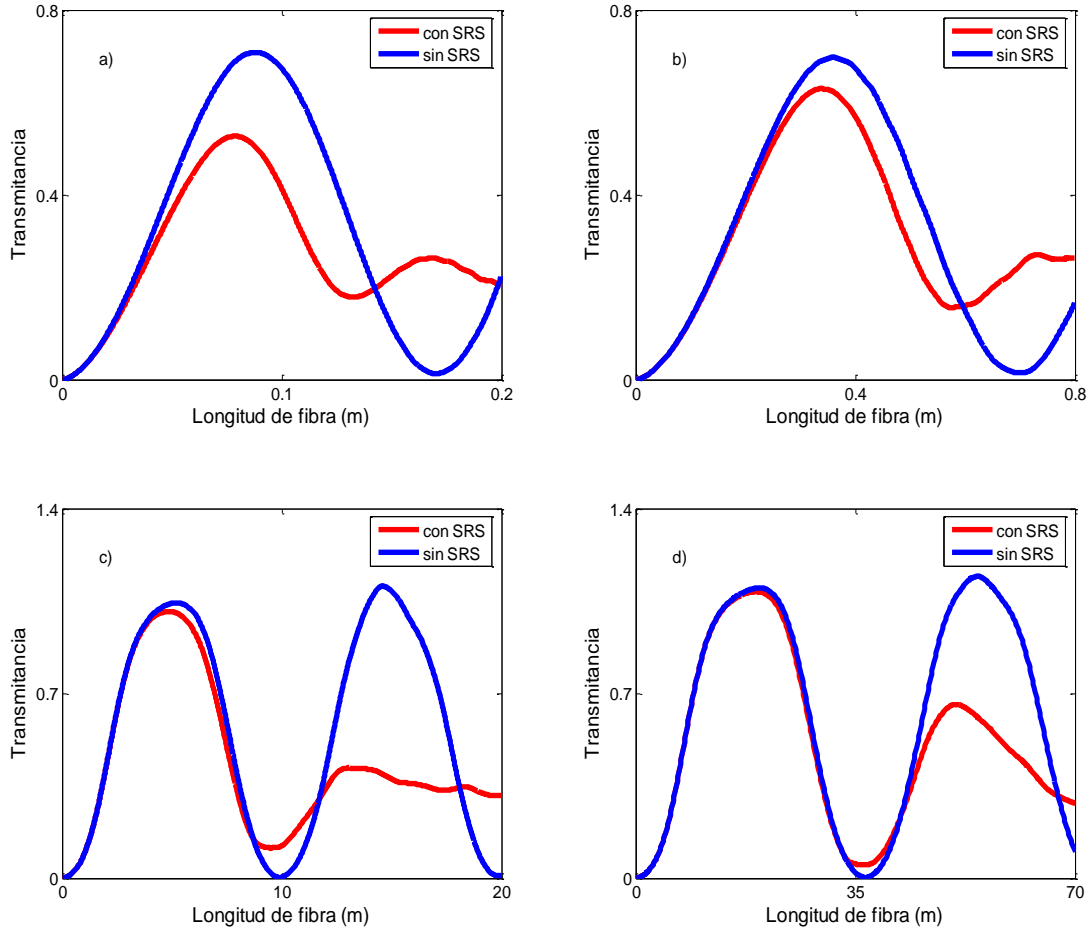 a)
con SRS
sin SRS
Transmitancia
0.8
0.4
0
0
0.1
0.2
Longitud de fibra (m)
b)
con SRS
sin SRS
Transmitancia
0.8
0.4
0
0
0.4
0.8
Longitud de fibra (m)
c)
con SRS
sin SRS
Transmitancia
1.4
0.7
0
0
10
20
Longitud de fibra (m)
d)
con SRS
sin SRS
Transmitancia
1.4
0.7
0
0
35
70
Longitud de fibra (m)